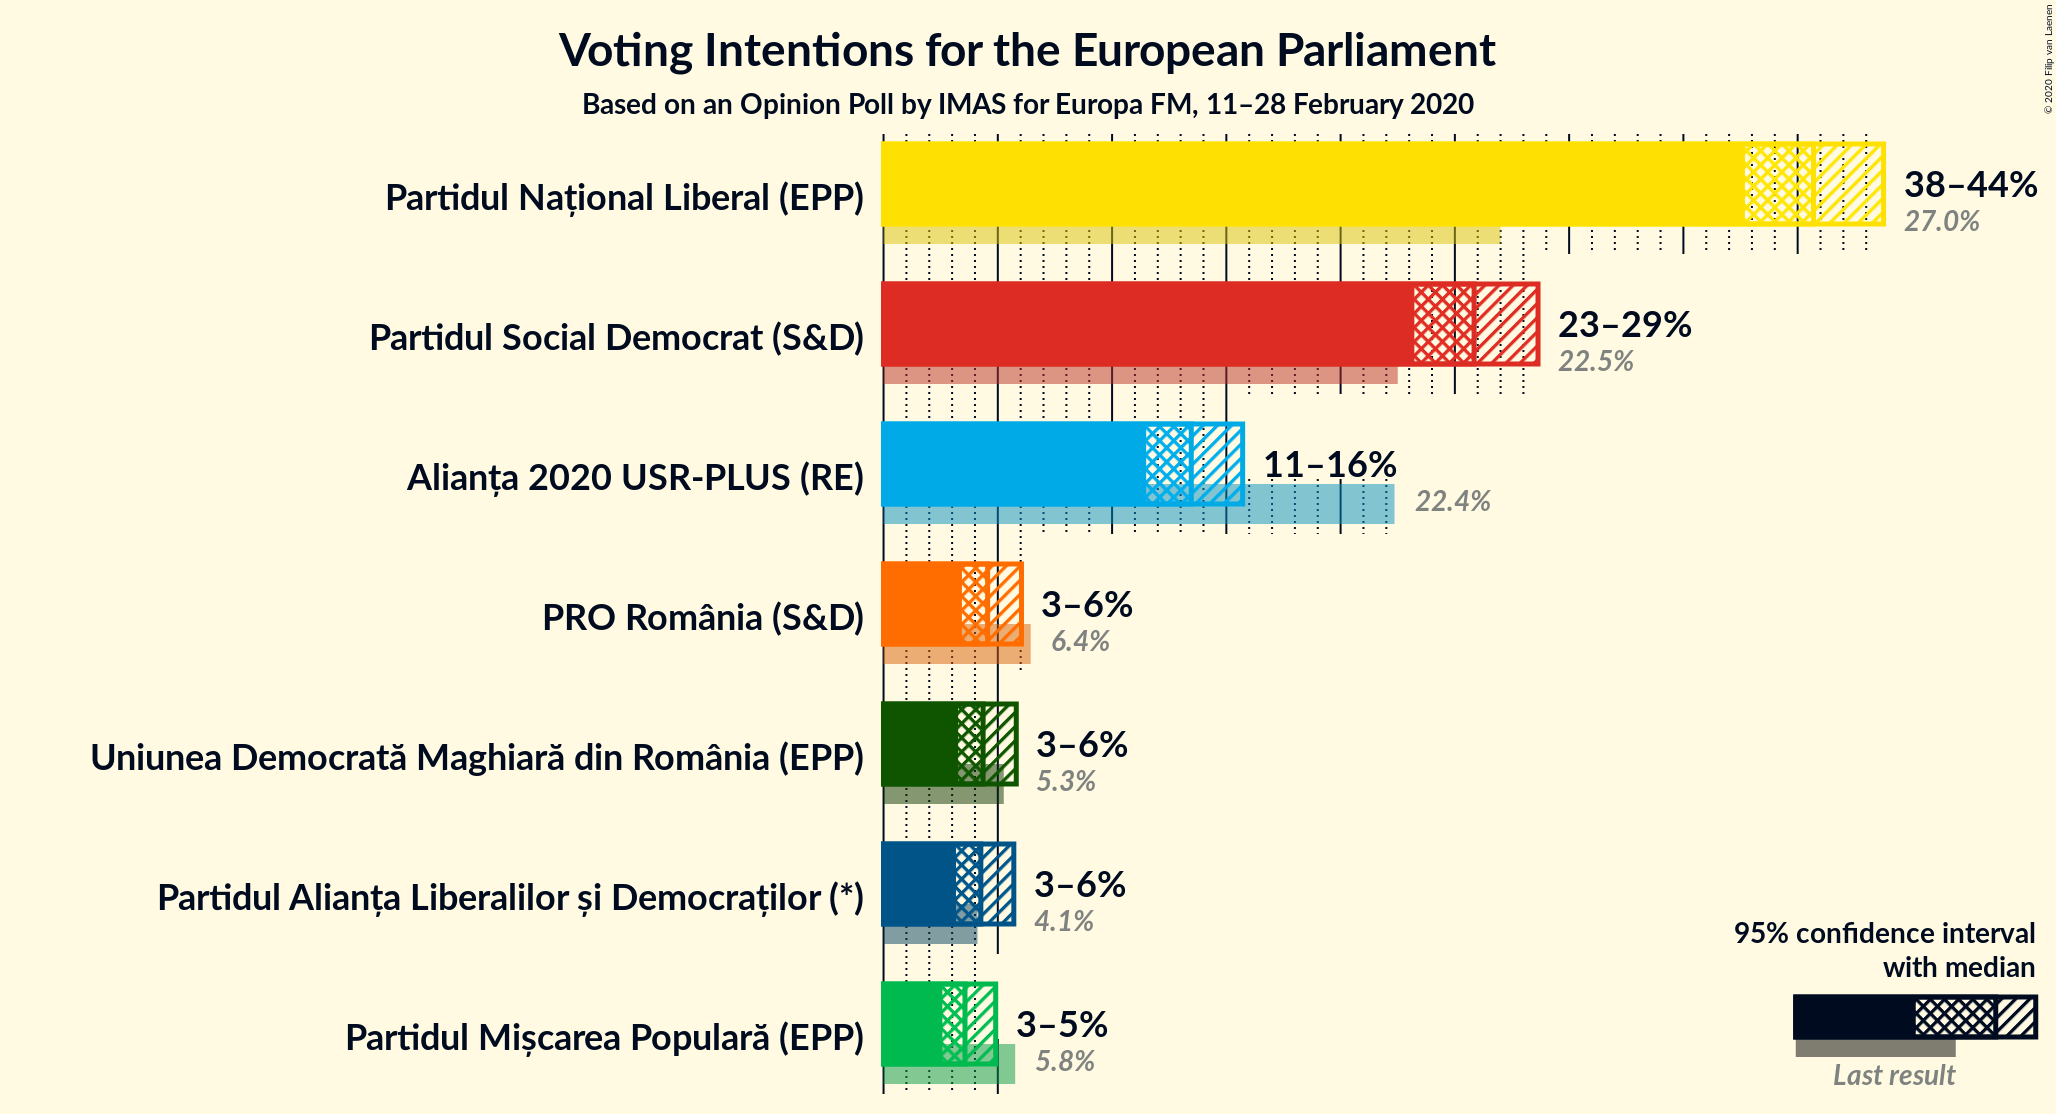 Voting Intentions for the European Parliament
Based on an Opinion Poll by IMAS for Europa FM, 11–28 February 2020
© 2020 Filip van Laenen
Partidul Național Liberal (EPP)
38–44%
27.0%
Partidul Social Democrat (S&D)
23–29%
22.5%
Alianța 2020 USR-PLUS (RE)
11–16%
22.4%
PRO România (S&D)
3–6%
6.4%
Uniunea Democrată Maghiară din România (EPP)
3–6%
5.3%
Partidul Alianța Liberalilor și Democraților (*)
3–6%
4.1%
Partidul Mișcarea Populară (EPP)
3–5%
5.8%
95% confidence interval
with median
Last result